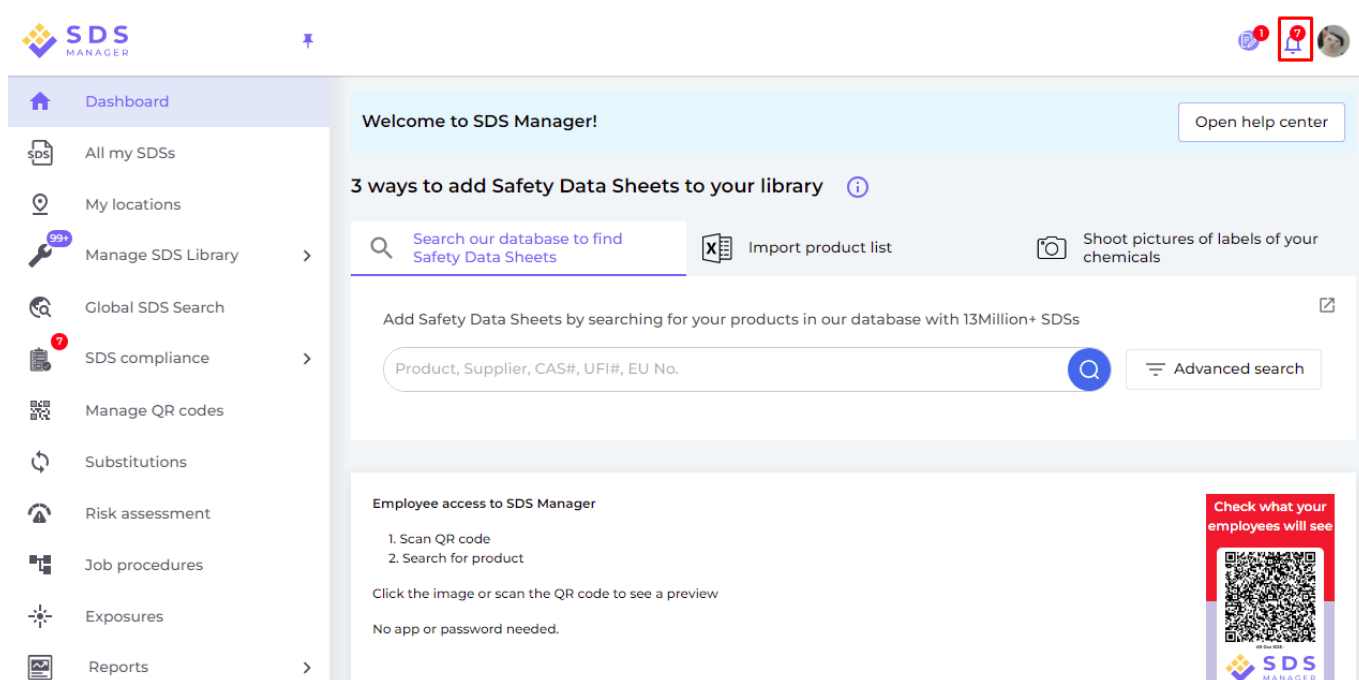 SDS
MANAGER
1
7
Dashboard
All my SDSs
My locations
99+
Manage SDS Library
Global SDS Search
7
SDS compliance
Manage QR codes
Substitutions
Risk assessment
Job procedures
Exposures
Reports
Welcome to SDS Manager!
Open help center
3 ways to add Safety Data Sheets to your library
Search our database to find
Safety Data Sheets
Import product list
Shoot pictures of labels of your
chemicals
Add Safety Data Sheets by searching for your products in our database with 13Million+ SDSs
Product, Supplier, CAS#, UFI#, EU No.
Advanced search
Employee access to SDS Manager
1. Scan QR code
2. Search for product
Click the image or scan the QR code to see a preview
No app or password needed.
Check what your
employees will see
SDS
MANAGER